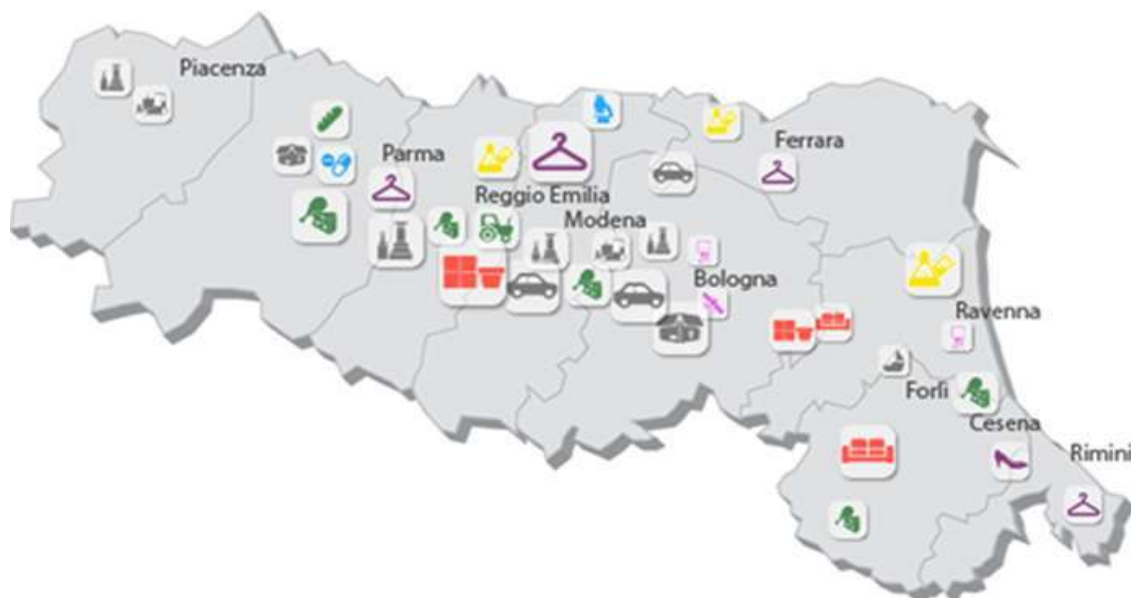 Piacenza
Parma
Ferrara
Reggio Emilia
Modena
Bologna
Ravenna
Forlì
Cesena
Rimini